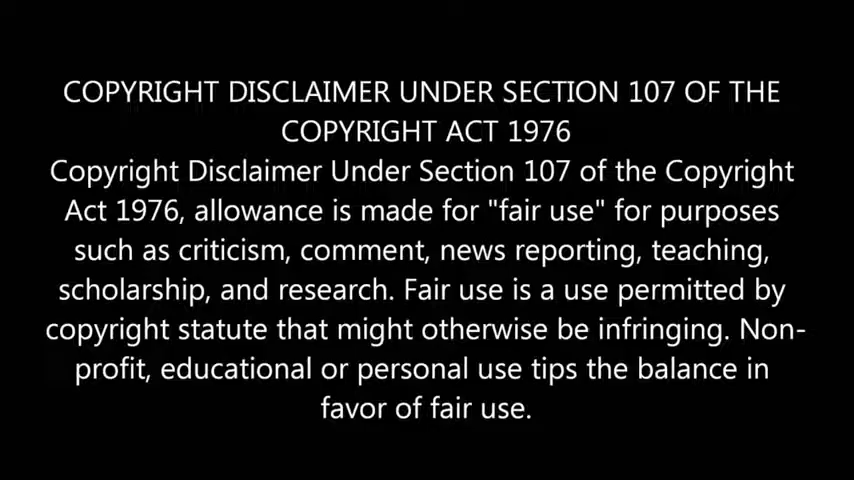 COPYRIGHT DISCLAIMER UNDER SECTION 107 OF THE
COPYRIGHT ACT 1976
Copyright Disclaimer Under Section 107 of the Copyright
Act 1976, allowance is made for "fair use" for purposes
such as criticism, comment, news reporting, teaching,
scholarship, and research. Fair use is a use permitted by
copyright statute that might otherwise be infringing. Non-
profit, educational or personal use tips the balance in
favor of fair use.